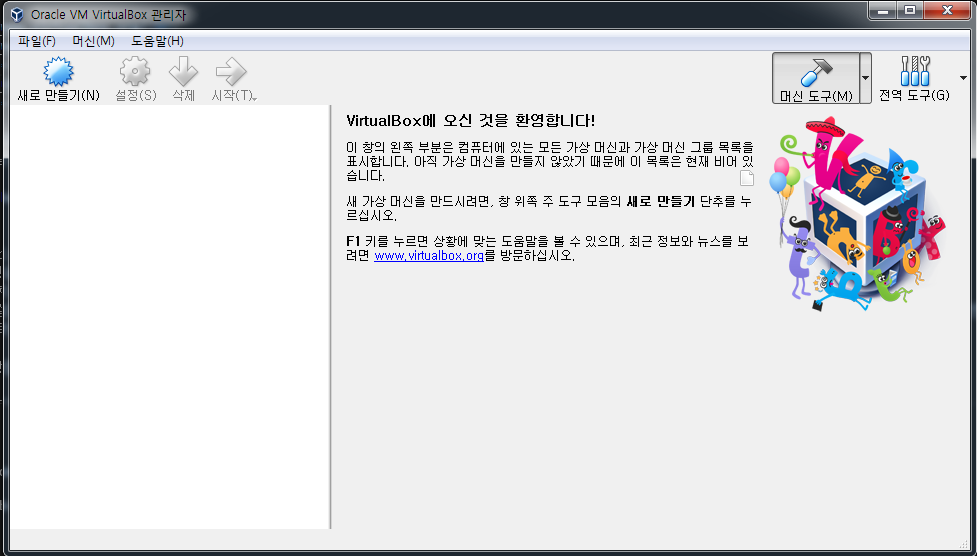 Oracle VM VirtualBox 관리자
파일(F) 머신(M) 도움말(H)
새로 만들기(N) 설정(S) 삭제 시작(T) 머신 도구(M) 전역 도구(G)
VirtualBox에 오신 것을 환영합니다!
이 창의 왼쪽 부분은 컴퓨터에 있는 모든 가상 머신과 가상 머신 그룹 목록을
표시합니다. 아직 가상 머신을 만들지 않았기 때문에 이 목록은 현재 비어 있
습니다.
새 가상 머신을 만드시려면, 창 위쪽 주 도구 모음의 새로 만들기 단추를 누
르십시오.
F1 키를 누르면 상황에 맞는 도움말을 볼 수 있으며, 최근 정보와 뉴스를 보
려면 www.virtualbox.org를 방문하십시오.